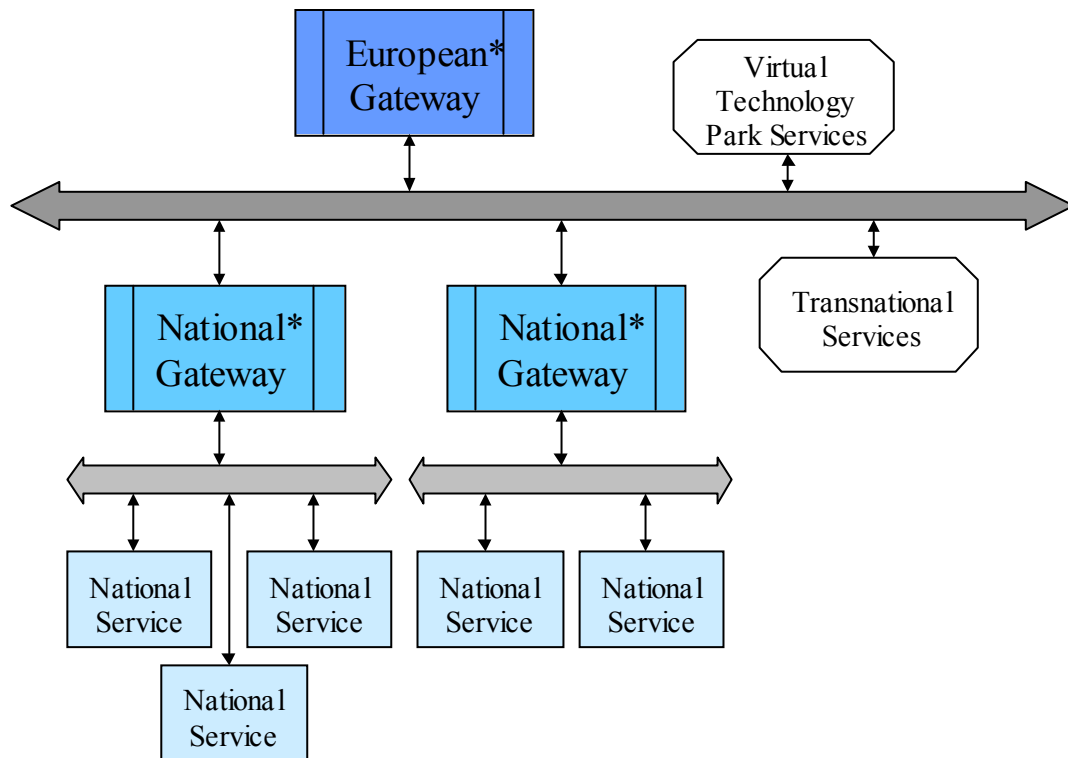 European*
Gateway
Virtual
Technology
Park Services
National*
Gateway
National*
Gateway
Transnational
Services
National
Service
National
Service
National
Service
National
Service
National
Service